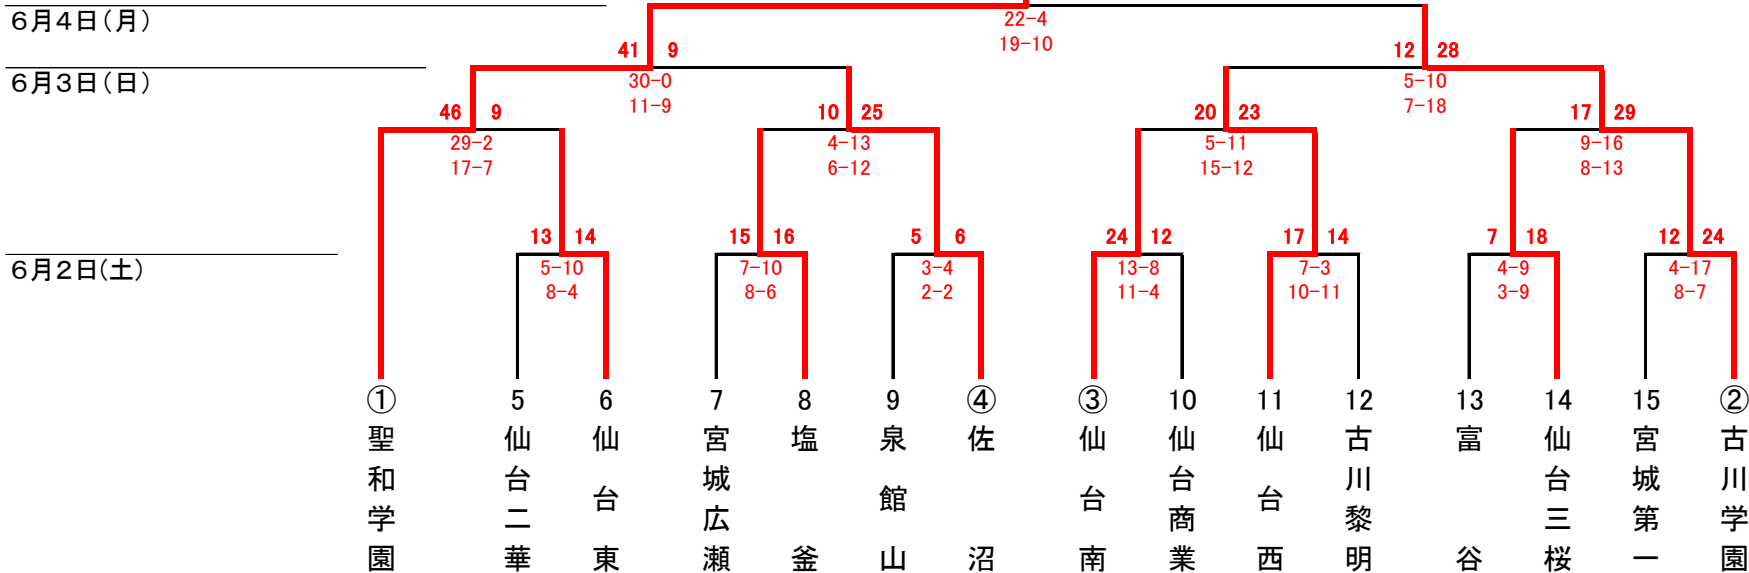 6月4日(月)
22-4
19-10
41 9
12 28
6月3日(日)
30-0
11-9
5-10
7-18
46 9
10 25
20 23
17 29
29-2
17-7
4-13
6-12
5-11
15-12
9-16
8-13
13 14
15 16
5 6
24 12
17 14
7 18
12 24
6月2日(土)
5-10
8-4
7-10
8-6
3-4
2-2
13-8
11-4
7-3
10-11
4-9
3-9
4-17
8-7
① 聖和学園
5 仙台二華
6 仙台東
7 宮城広瀬
8 塩釜
9 泉館山
④ 佐沼
③ 仙台南
10 仙台商業
11 仙台西
12 古川黎明
13 富谷
14 仙台三桜
15 宮城第一
② 古川学園